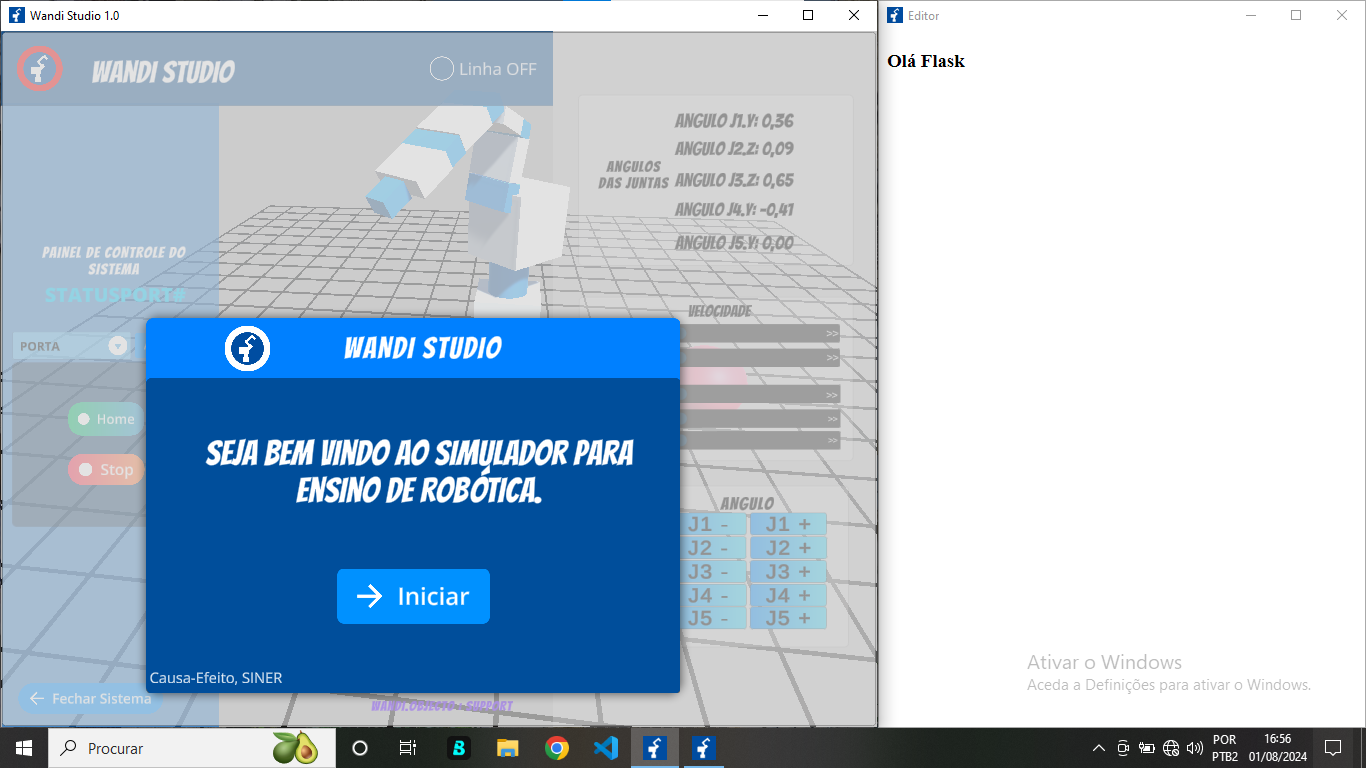 Wandi Studio 1.0
WANDI STUDIO
Linha OFF
ANGULOS
DAS JUNTAS
ANGULO J1.Y: 0,36
ANGULO J2.Z: 0,09
ANGULO J3.Z: 0,65
ANGULO J4.Y: -0,41
ANGULO J5.Y: 0,00
PAINEL DE CONTROLE DO
SISTEMA
STATUSPORT#
PORTA
Home
Stop
VELOCIDADE
>>
>>
>>
>>
>>
WANDI STUDIO
SEJA BEM VINDO AO SIMULADOR PARA
ENSINO DE ROBÓTICA.
Iniciar
Causa-Efeito, SINER
ANGULO
J1 - J1 +
J2 - J2 +
J3 - J3 +
J4 - J4 +
J5 - J5 +
Fechar Sistema
Editor
Olá Flask
Ativar o Windows
Aceda a Definições para ativar o Windows.
Procurar
POR
PTB2
16:56
01/08/2024